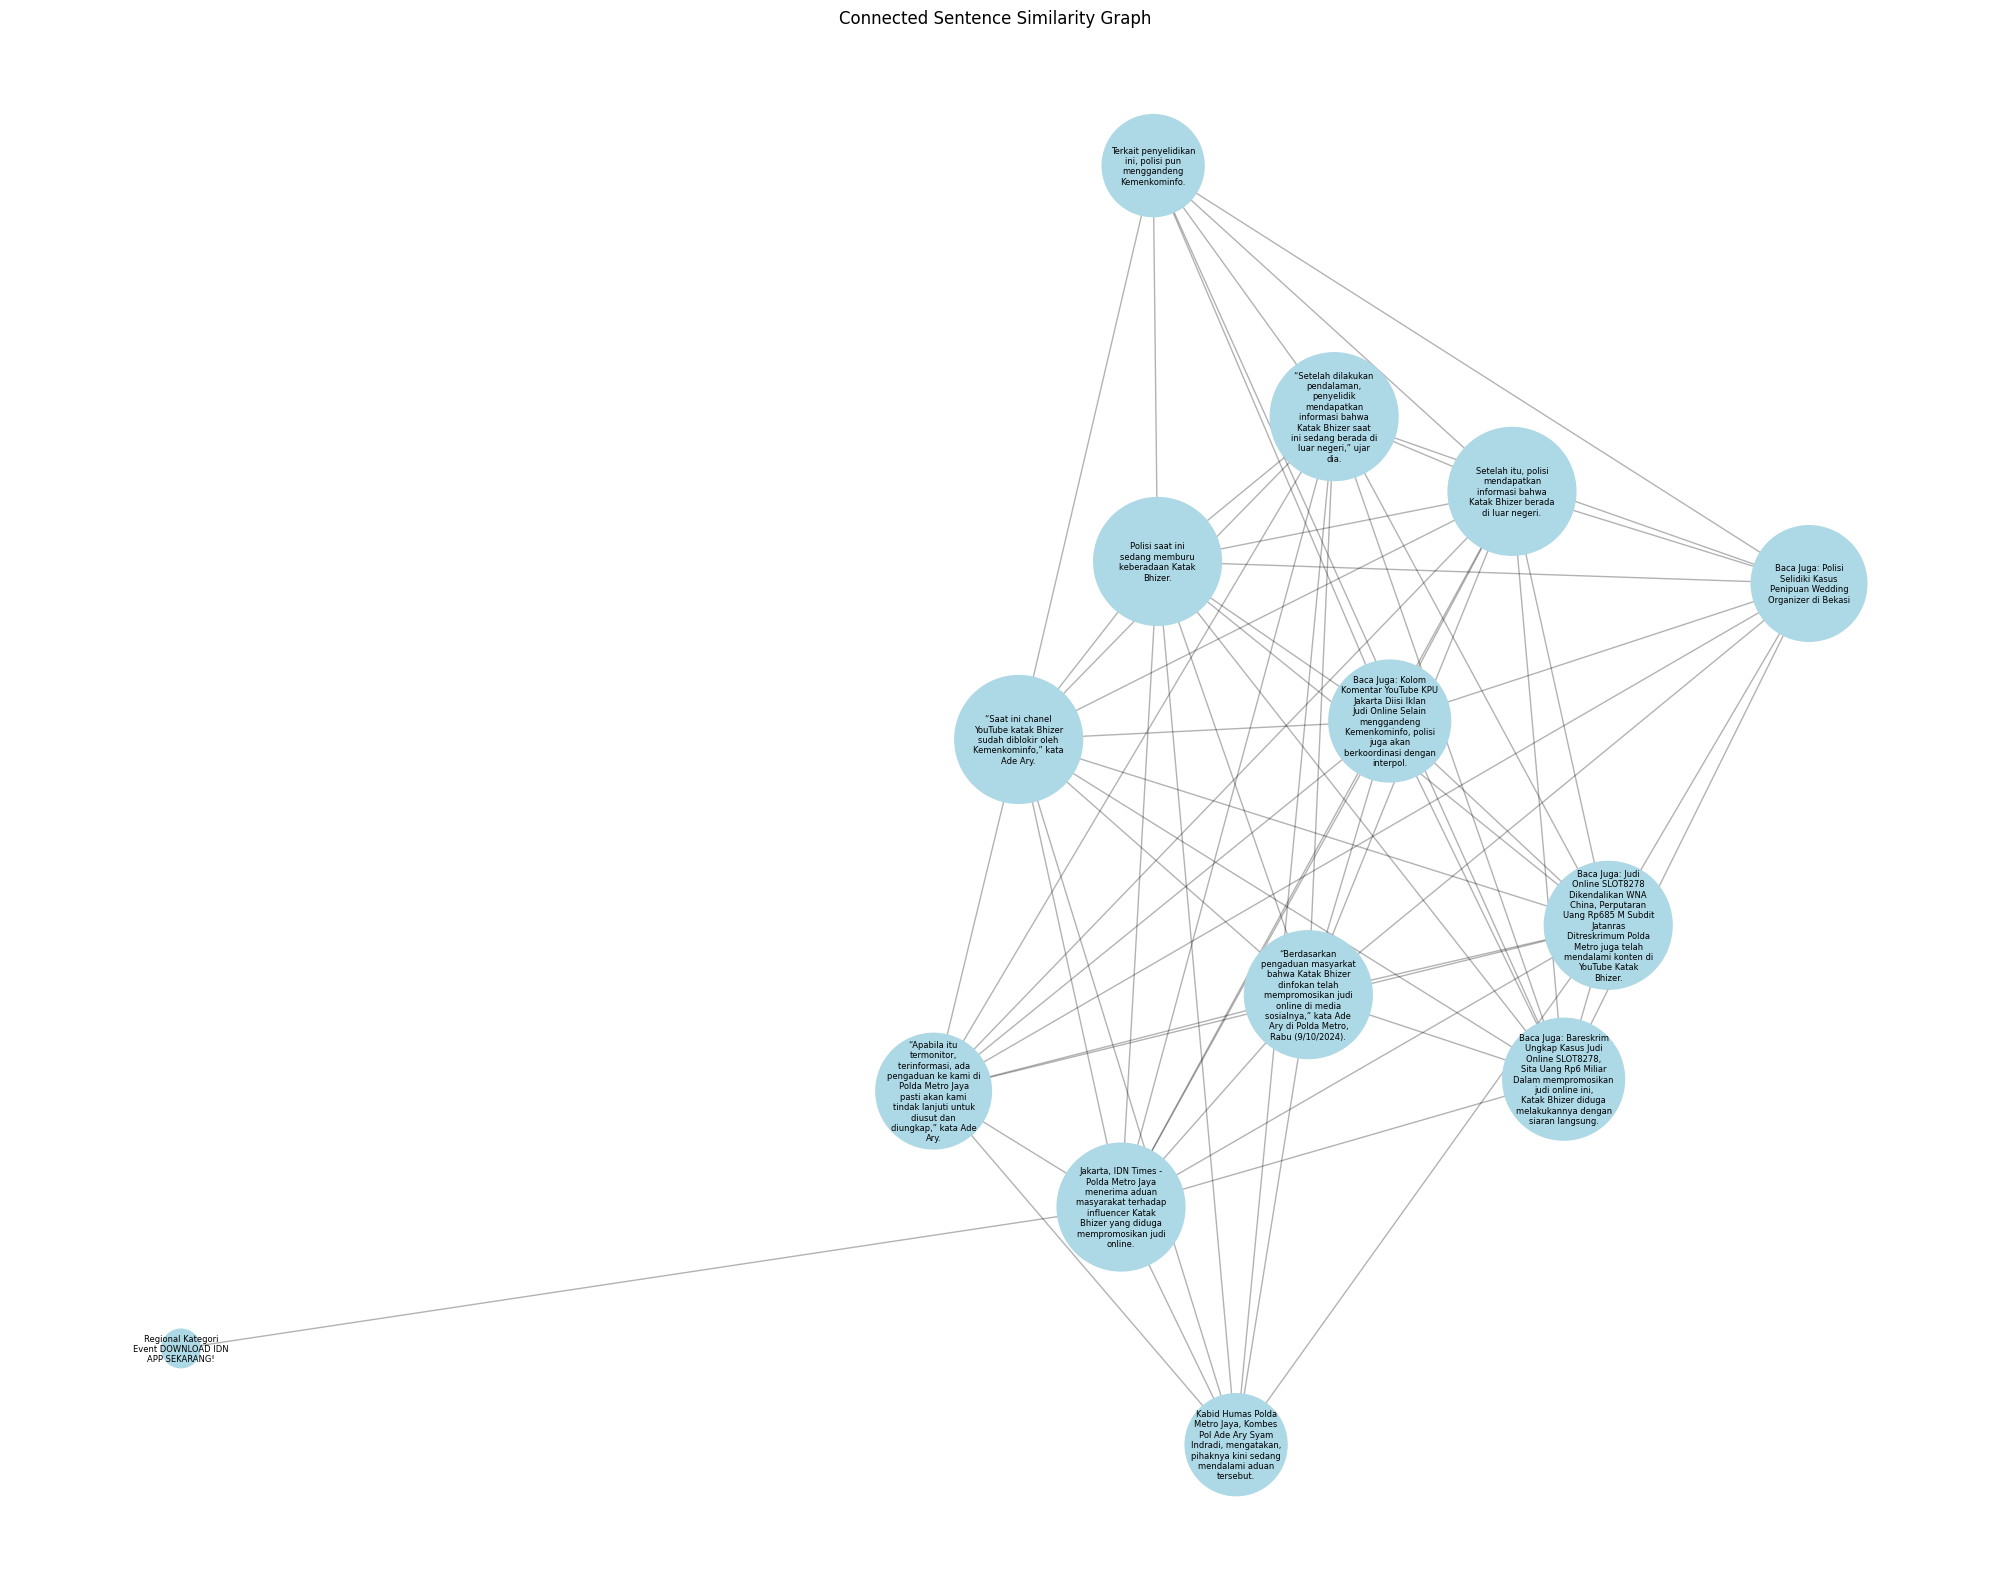 Connected Sentence Similarity Graph
Terkait penyelidikan
ini, polisi pun
menggandeng
Kemenkominfo.
“Setelah dilakukan
pendalaman,
penyelidik
mendapatkan
informasi bahwa
Katak Bhizer saat
ini sedang berada di
luar negeri,” ujar
dia.
Setelah itu, polisi
mendapatkan
informasi bahwa
Katak Bhizer berada
di luar negeri.
Polisi saat ini
sedang memburu
keberadaan Katak
Bhizer.
Baca Juga: Polisi
Selidiki Kasus
Penipuan Wedding
Organizer di Bekasi
“Saat ini chanel
YouTube katak Bhizer
sudah diblokir oleh
Kemenkominfo,” kata
Ade Ary.
Baca Juga: Kolom
Komentar YouTube KPU
Jakarta Diisi Iklan
Judi Online Selain
menggandeng
Kemenkominfo, polisi
juga akan
berkoordinasi dengan
interpol.
Baca Juga: Judi
Online SLOT8278
Dikendalikan WNA
China, Perputaran
Uang Rp685 M Subdit
Jatanras
Ditreskrimum Polda
Metro juga telah
mendalami konten di
YouTube Katak
Bhizer.
“Berdasarkan
pengaduan masyarkat
bahwa Katak Bhizer
dinfokan telah
mempromosikan judi
online di media
sosialnya,” kata Ade
Ary di Polda Metro,
Rabu (9/10/2024).
Baca Juga: Bareskrim
Ungkap Kasus Judi
Online SLOT8278,
Sita Uang Rp6 Miliar
Dalam mempromosikan
judi online ini,
Katak Bhizer diduga
melakukannya dengan
siaran langsung.
“Apabila itu
termonitor,
terinformasi, ada
pengaduan ke kami di
Polda Metro Jaya
pasti akan kami
tindak lanjuti untuk
diusut dan
diungkap,” kata Ade
Ary.
Jakarta, IDN Times -
Polda Metro Jaya
menerima aduan
masyarakat terhadap
influencer Katak
Bhizer yang diduga
mempromosikan judi
online.
Regional Kategori
Event DOWNLOAD IDN
APP SEKARANG!
Kabid Humas Polda
Metro Jaya, Kombes
Pol Ade Ary Syam
Indradi, mengatakan,
pihaknya kini sedang
mendalami aduan
tersebut.